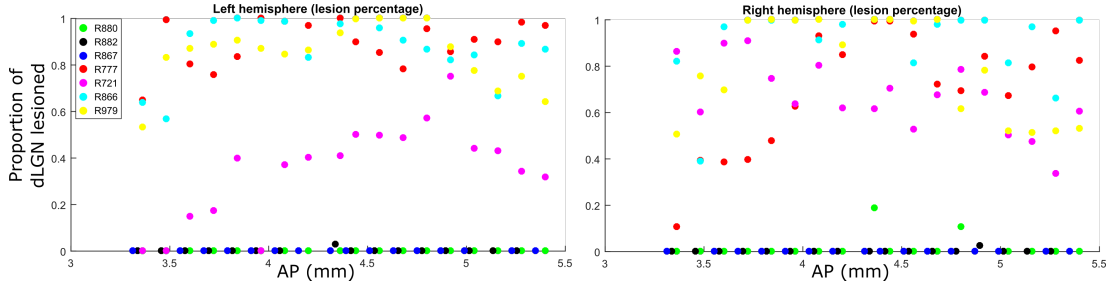 Left hemisphere (lesion percentage)
Proportion of
dLGN lesioned
1
0.8
0.6
0.4
0.2
0
R880
R882
R867
R777
R721
R866
R979
3
3.5
4
4.5
5
5.5
AP (mm)
Right hemisphere (lesion percentage)
1
0.8
0.6
0.4
0.2
0
3
3.5
4
4.5
5
5.5
AP (mm)